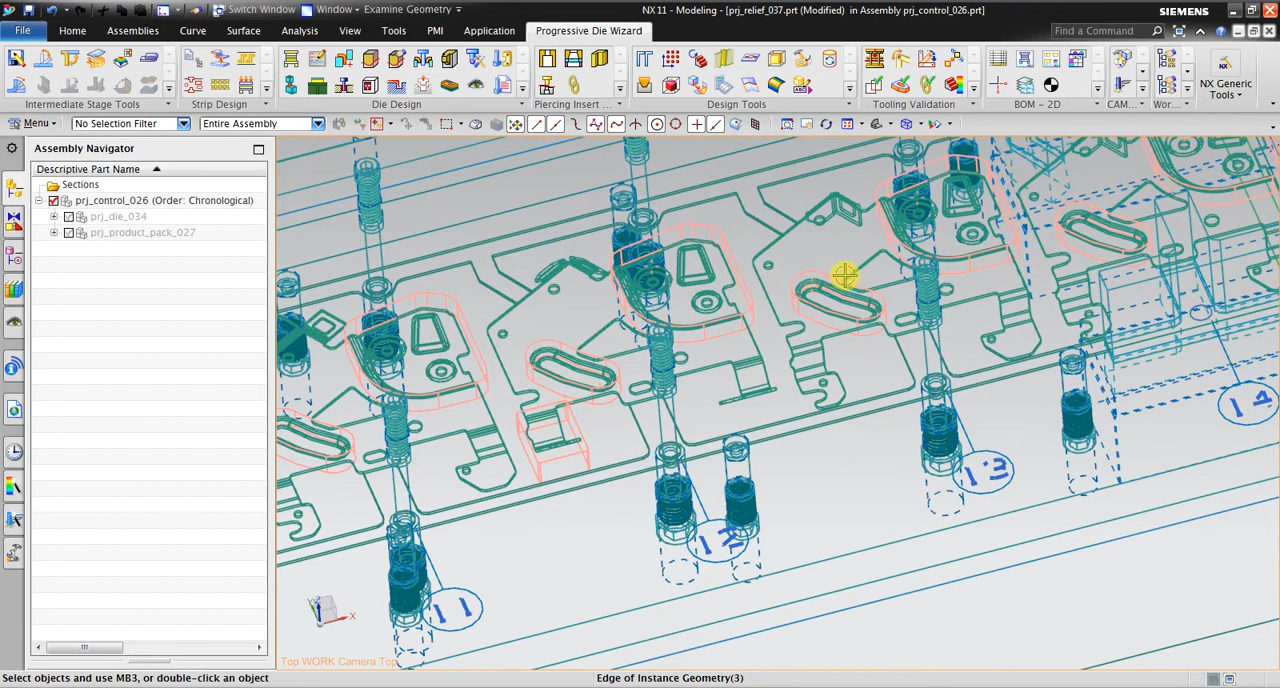 Switch Window Window Examine Geometry NX 11 - Modeling - [prj_relief_037.prt (Modified) in Assembly prj_control_026.prt] SIEMENS
File Home Assemblies Curve Surface Analysis View Tools PMI Application Progressive Die Wizard Find a Command
NX Generic Tools
Intermediate Stage Tools Strip Design Die Design Piercing Insert ... Design Tools Tooling Validation BOM - 2D CAM... Wor...
Menu No Selection Filter Entire Assembly
Assembly Navigator
Descriptive Part Name
Sections
prj_control_026 (Order: Chronological)
prj_die_034
prj_product_pack_027
14
13
12
11
Z
Y
X
Top WORK Camera Top
Select objects and use MB3, or double-click an object Edge of Instance Geometry(3)